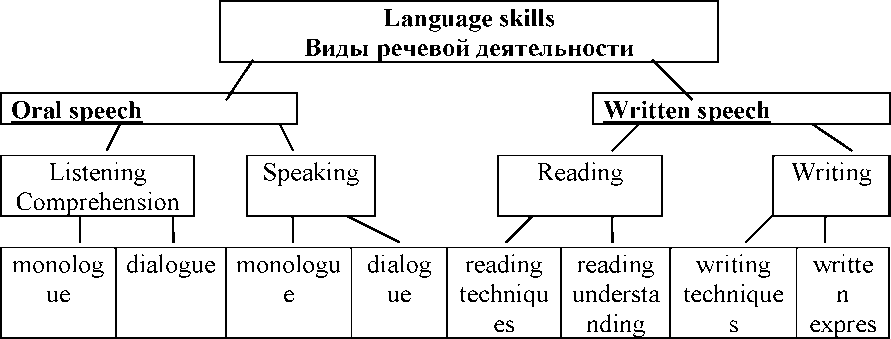 Language skills
Виды речевой деятельности
Oral speech
Written speech
Listening
Comprehension
Speaking
Reading
Writing
monolog
ue
dialogue
monologu
e
dialog
ue
reading
techniqu
es
reading
understa
nding
writing
technique
s
writte
n
expres